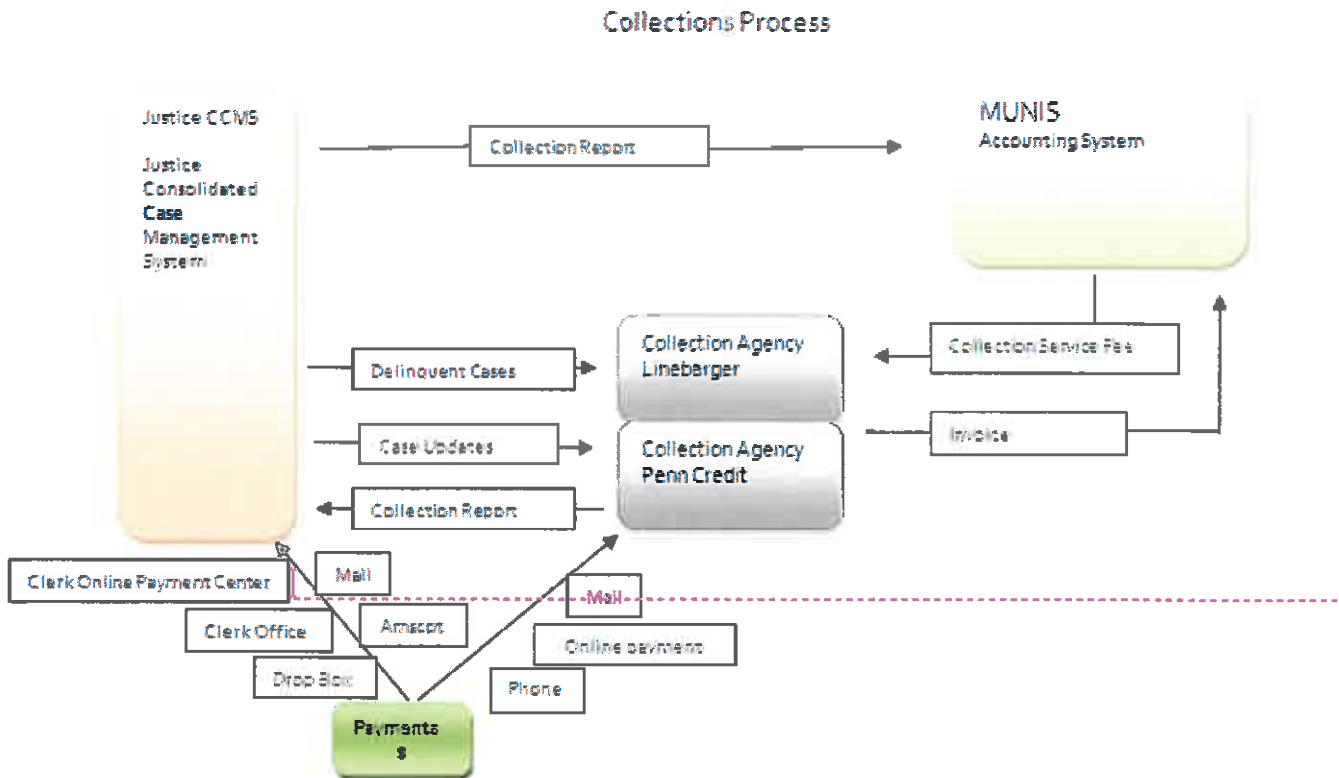 Collections Process
Justice CCMS
Justice
Consolidated
Case
Management
System
Collection Report
MUNIS
Accounting System
Delinquent Cases
Case Updates
Collection Report
Collection Agency
Linebarger
Collection Agency
Penn Credit
Collection Service Fee
Invoice
Clerk Online Payment Center
Mail
Clerk Office
Amscot
Drop Box
Mail
Online payment
Phone
Payment
s